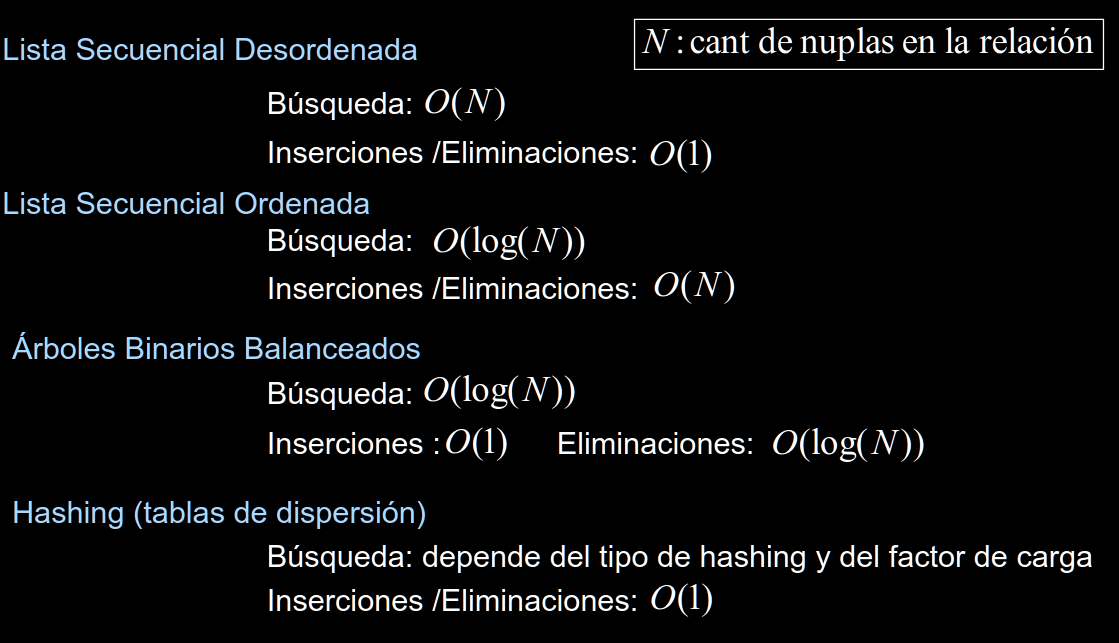 Lista Secuencial Desordenada
N : cant de nuplas en la relación
Búsqueda: O(N)
Inserciones /Eliminaciones: O(1)
Lista Secuencial Ordenada
Búsqueda: O(log(N))
Inserciones /Eliminaciones: O(N)
Árboles Binarios Balanceados
Búsqueda: O(log(N))
Inserciones : O(1) Eliminaciones: O(log(N))
Hashing (tablas de dispersión)
Búsqueda: depende del tipo de hashing y del factor de carga
Inserciones /Eliminaciones: O(1)